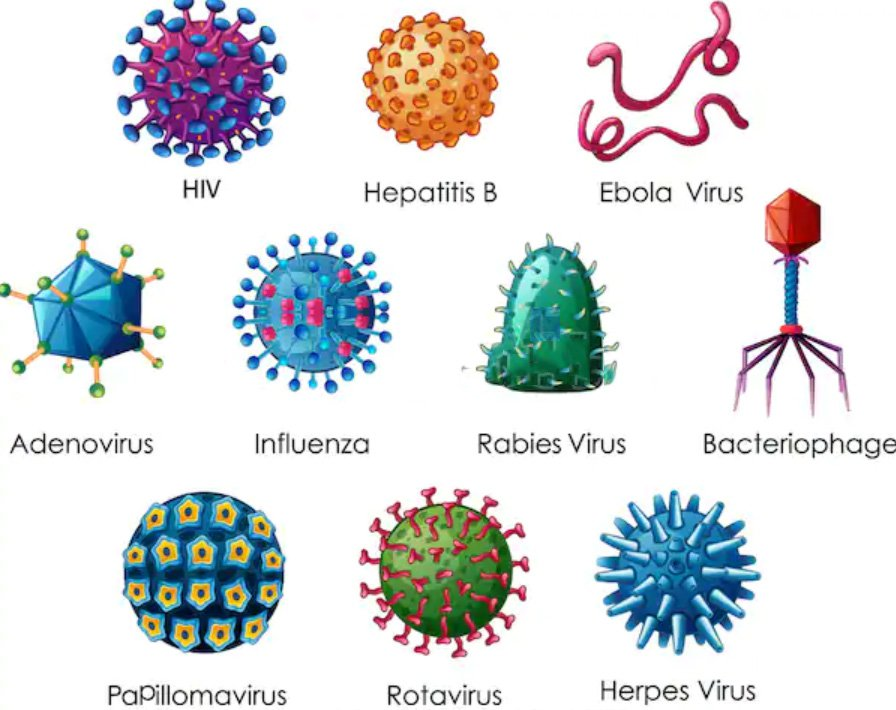 HIV
Hepatitis B
Ebola Virus
Adenovirus
Influenza
Rabies Virus
Bacteriophage
PaPillomavirus
Rotavirus
Herpes Virus